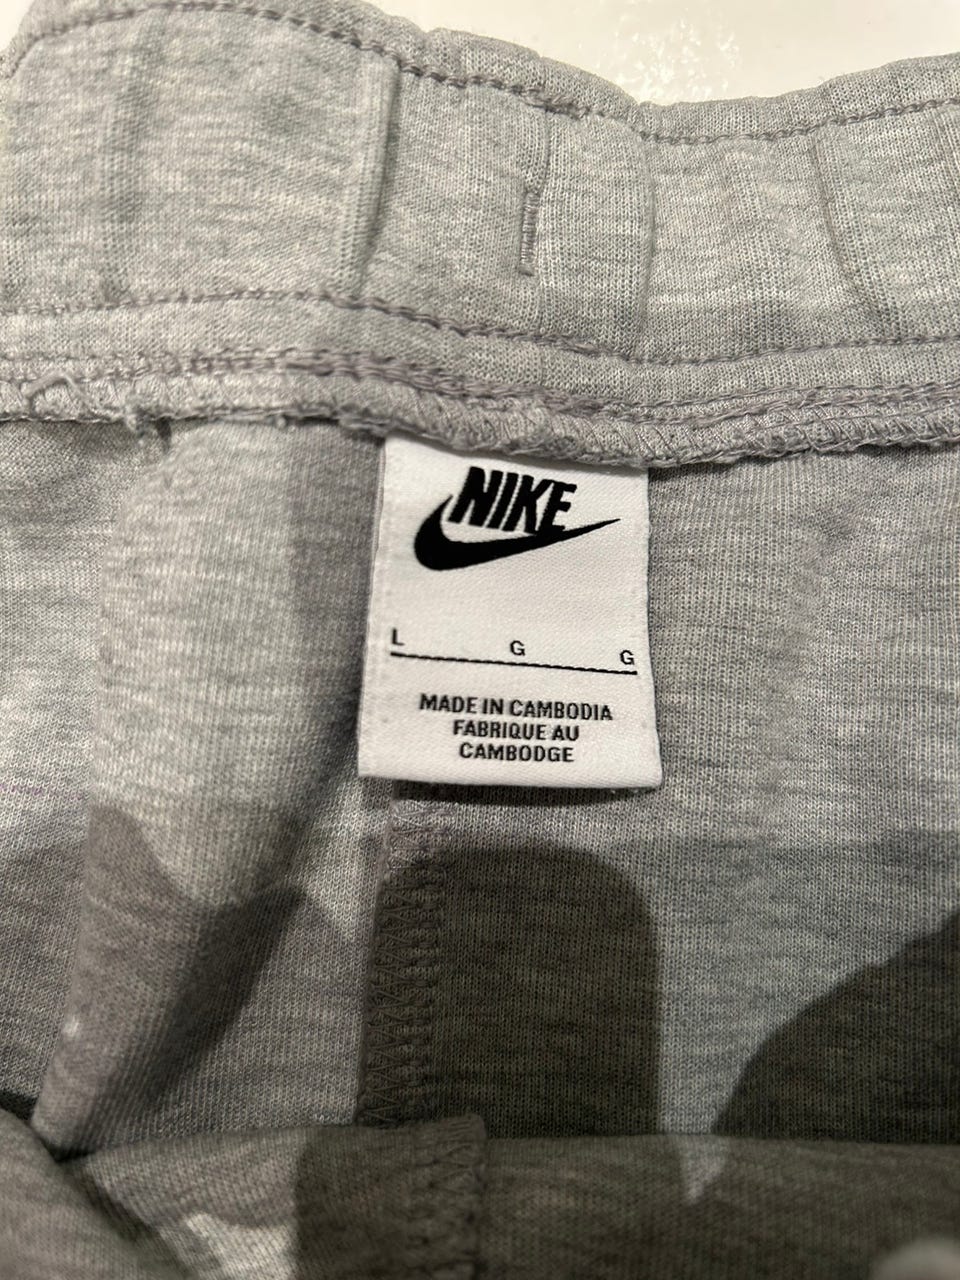 NIKE
L G G
MADE IN CAMBODIA
FABRIQUE AU
CAMBODGE